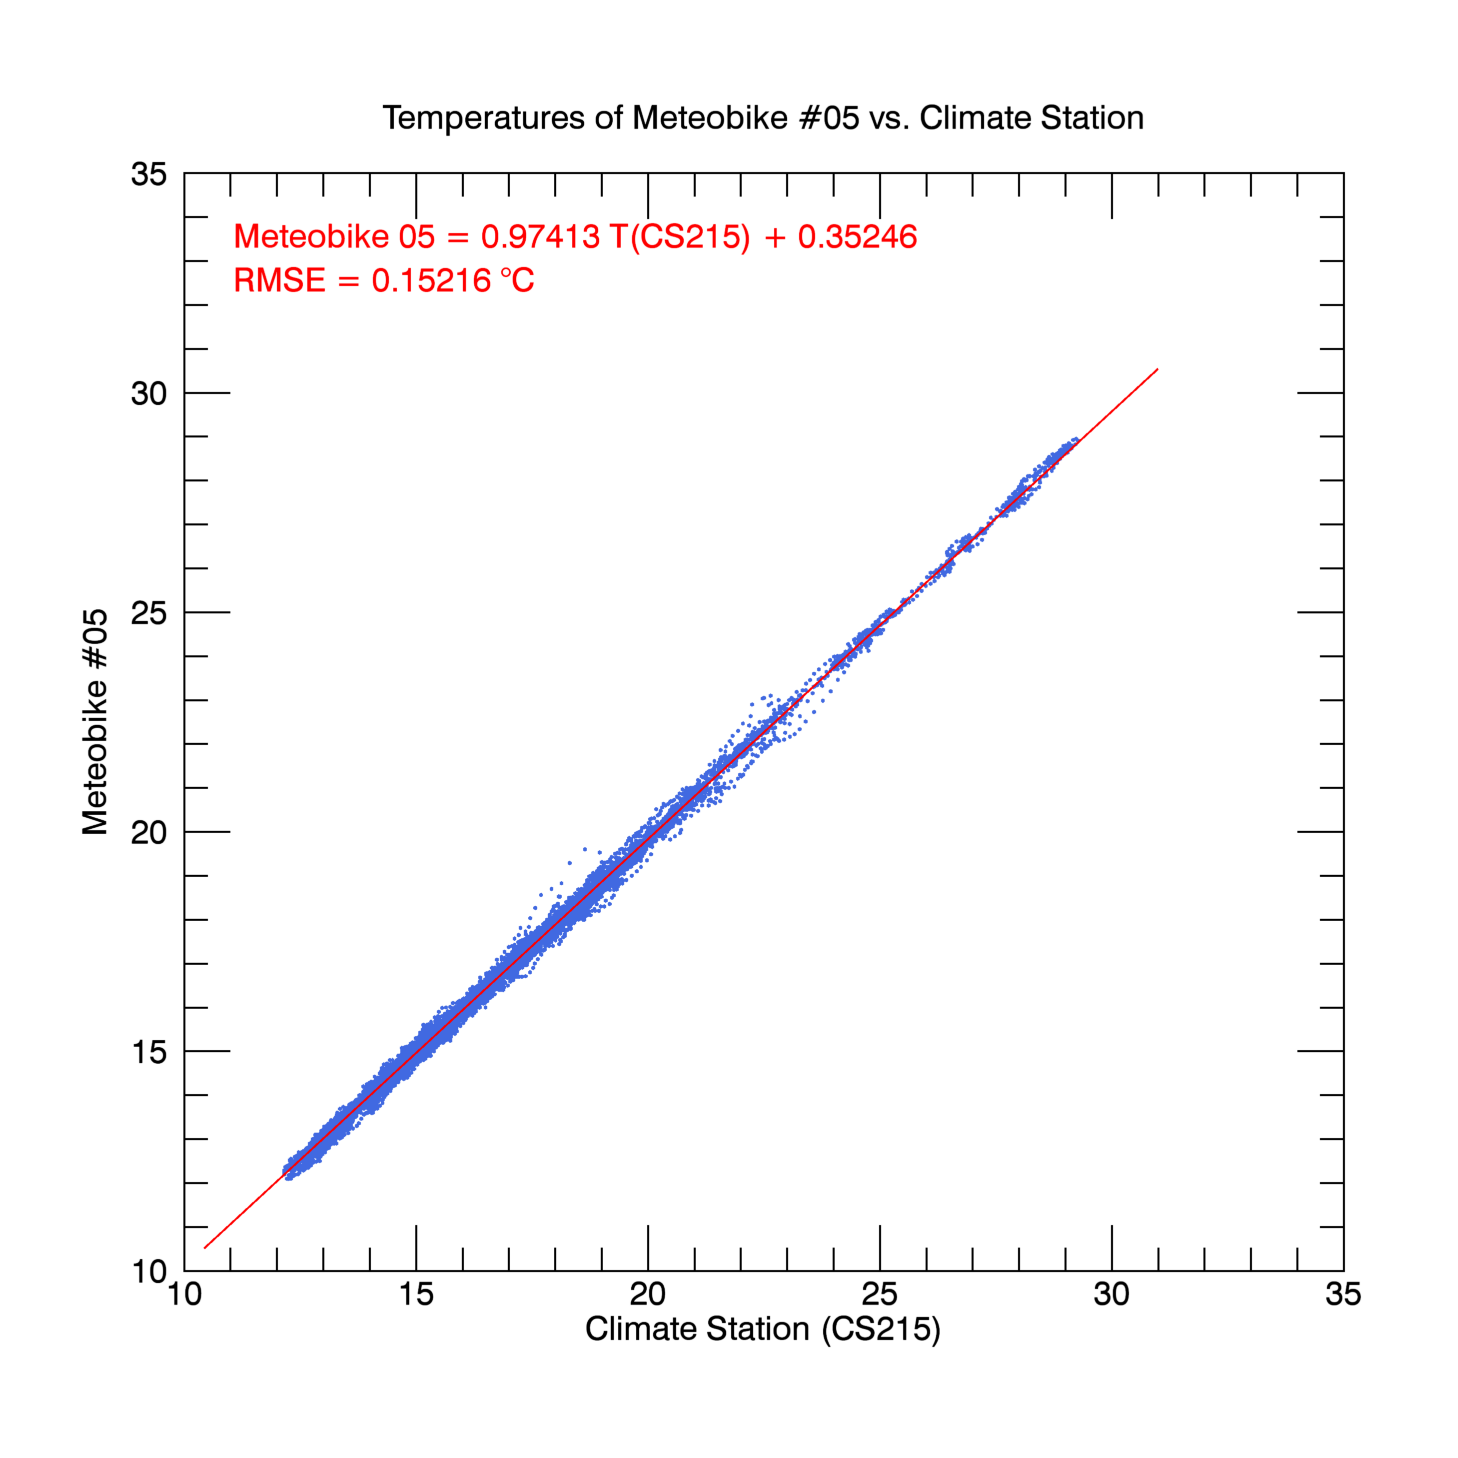 Temperatures of Meteobike #05 vs. Climate Station
Meteobike 05 = 0.97413 T(CS215) + 0.35246
RMSE = 0.15216 °C
35
30
25
20
15
10
Meteobike #05
10 15 20 25 30 35
Climate Station (CS215)